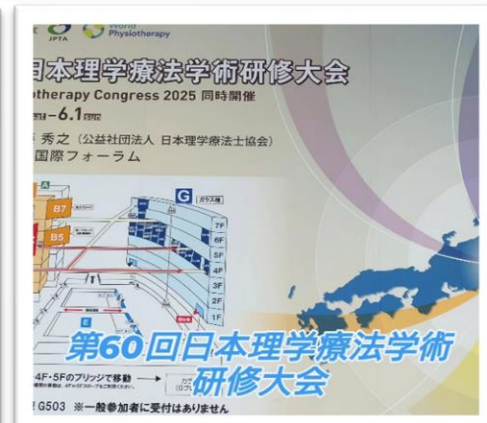 JPTA
World
Physiotherapy
日本理学療法学術研修大会
otherapy Congress 2025 同時開催
-6.1
秀之（公益社団法人 日本理学療法士協会）
国際フォーラム
A
G
ガラス棟
B7
B5
7F
6F
5F
4F
3F
2F
1F
E
第60回日本理学療法学術
研修大会
4F・5Fのブリッジで移動
G503 ※一般参加者に受付はありません